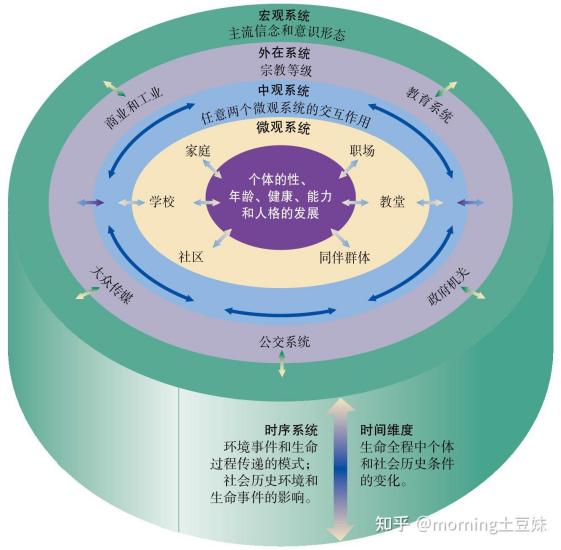 宏观系统
主流信念和意识形态
外在系统
宗教等级
商业和工业
教育系统
中观系统
任意两个微观系统的交互作用
微观系统
家庭
职场
个体的性、
年龄、健康、能力
和人格的发展
学校
教堂
社区
同伴群体
大众传媒
政府机关
公交系统
时序系统
环境事件和生命
过程传递的模式；
社会历史环境和
生命事件的影响。
时间维度
生命全程中个体
和社会历史条件
的变化。
知乎 @morning土豆妹